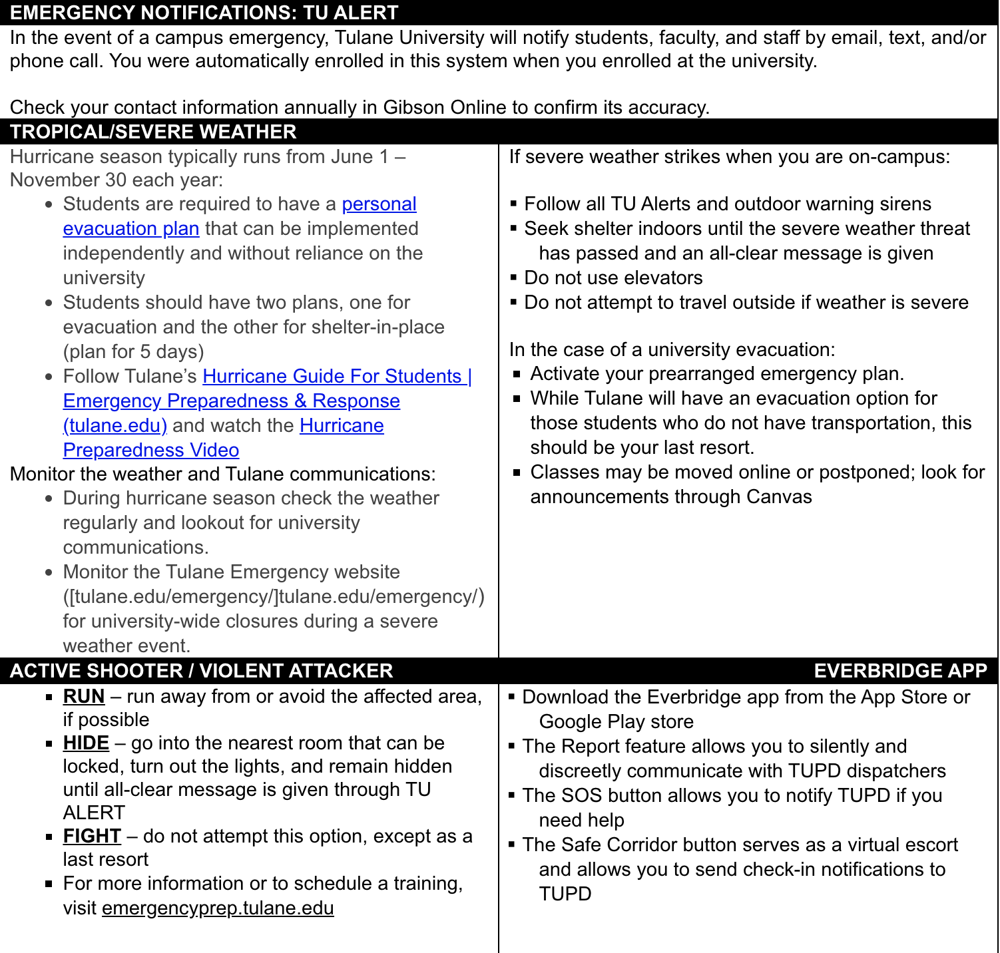 EMERGENCY NOTIFICATIONS: TU ALERT
In the event of a campus emergency, Tulane University will notify students, faculty, and staff by email, text, and/or
phone call. You were automatically enrolled in this system when you enrolled at the university.
Check your contact information annually in Gibson Online to confirm its accuracy.
TROPICAL/SEVERE WEATHER
Hurricane season typically runs from June 1 –
November 30 each year:
• Students are required to have a personal
evacuation plan that can be implemented
independently and without reliance on the
university
• Students should have two plans, one for
evacuation and the other for shelter-in-place
(plan for 5 days)
• Follow Tulane’s Hurricane Guide For Students |
Emergency Preparedness & Response
(tulane.edu) and watch the Hurricane
Preparedness Video
Monitor the weather and Tulane communications:
• During hurricane season check the weather
regularly and lookout for university
communications.
• Monitor the Tulane Emergency website
([tulane.edu/emergency/]tulane.edu/emergency/)
for university-wide closures during a severe
weather event.
If severe weather strikes when you are on-campus:
▪ Follow all TU Alerts and outdoor warning sirens
▪ Seek shelter indoors until the severe weather threat
has passed and an all-clear message is given
▪ Do not use elevators
▪ Do not attempt to travel outside if weather is severe
In the case of a university evacuation:
▪ Activate your prearranged emergency plan.
▪ While Tulane will have an evacuation option for
those students who do not have transportation, this
should be your last resort.
▪ Classes may be moved online or postponed; look for
announcements through Canvas
ACTIVE SHOOTER / VIOLENT ATTACKER
▪ RUN – run away from or avoid the affected area,
if possible
▪ HIDE – go into the nearest room that can be
locked, turn out the lights, and remain hidden
until all-clear message is given through TU
ALERT
▪ FIGHT – do not attempt this option, except as a
last resort
▪ For more information or to schedule a training,
visit emergencyprep.tulane.edu
EVERBRIDGE APP
▪ Download the Everbridge app from the App Store or
Google Play store
▪ The Report feature allows you to silently and
discreetly communicate with TUPD dispatchers
▪ The SOS button allows you to notify TUPD if you
need help
▪ The Safe Corridor button serves as a virtual escort
and allows you to send check-in notifications to
TUPD